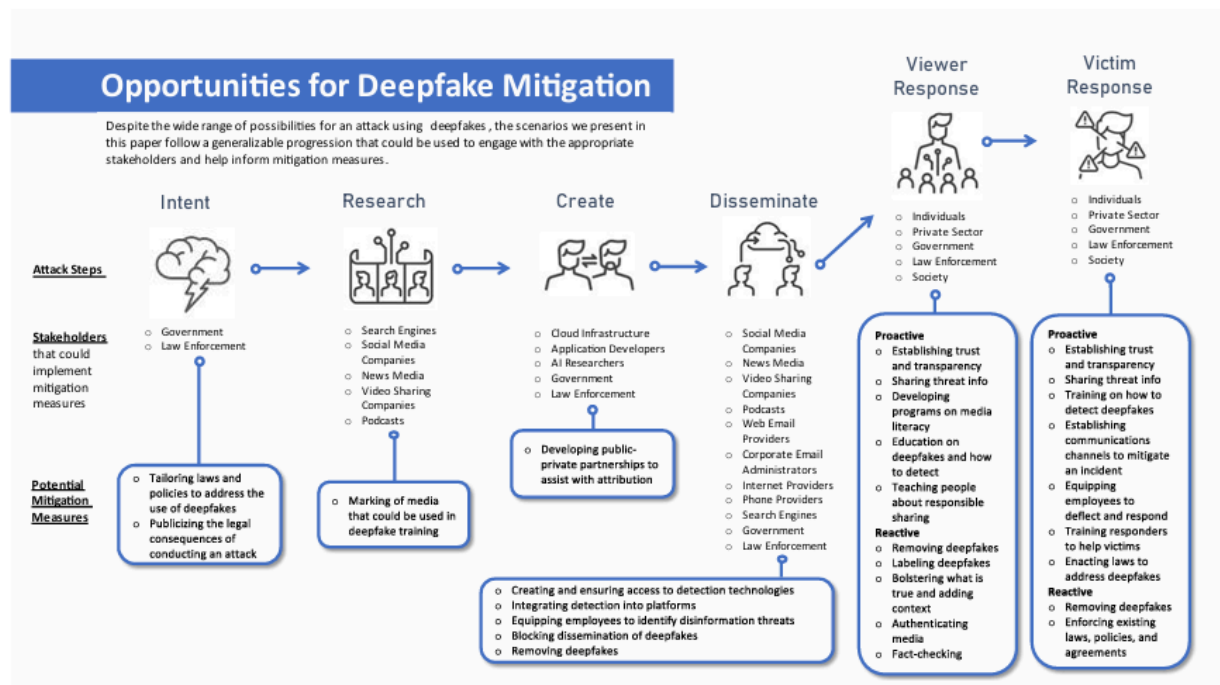 Opportunities for Deepfake Mitigation
Despite the wide range of possibilities for an attack using deepfakes, the scenarios we present in
this paper follow a generalizable progression that could be used to engage with the appropriate
stakeholders and help inform mitigation measures.
Attack Steps
Stakeholders
that could
implement
mitigation
measures
Potential
Mitigation
Measures
Intent
○ Government
○ Law Enforcement
○ Tailoring laws and
policies to address the
use of deepfakes
○ Publicizing the legal
consequences of
conducting an attack
Research
○ Search Engines
○ Social Media
Companies
○ News Media
○ Video Sharing
Companies
○ Podcasts
○ Marking of media
that could be used in
deepfake training
Create
○ Cloud Infrastructure
○ Application Developers
○ AI Researchers
○ Government
○ Law Enforcement
○ Developing public-
private partnerships to
assist with attribution
Disseminate
○ Social Media
Companies
○ News Media
○ Video Sharing
Companies
○ Podcasts
○ Web Email
Providers
○ Corporate Email
Administrators
○ Internet Providers
○ Phone Providers
○ Search Engines
○ Government
○ Law Enforcement
○ Creating and ensuring access to detection technologies
○ Integrating detection into platforms
○ Equipping employees to identify disinformation threats
○ Blocking dissemination of deepfakes
○ Removing deepfakes
Viewer
Response
○ Individuals
○ Private Sector
○ Government
○ Law Enforcement
○ Society
Proactive
○ Establishing trust
and transparency
○ Sharing threat info
○ Developing
programs on media
literacy
○ Education on
deepfakes and how
to detect
○ Teaching people
about responsible
sharing
Reactive
○ Removing deepfakes
○ Labeling deepfakes
○ Bolstering what is
true and adding
context
○ Authenticating
media
○ Fact-checking
Victim
Response
○ Individuals
○ Private Sector
○ Government
○ Law Enforcement
○ Society
Proactive
○ Establishing trust
and transparency
○ Sharing threat info
○ Training on how to
detect deepfakes
○ Establishing
communications
channels to mitigate
an incident
○ Equipping
employees to
deflect and respond
○ Training responders
to help victims
○ Enacting laws to
address deepfakes
Reactive
○ Removing deepfakes
○ Enforcing existing
laws, policies, and
agreements